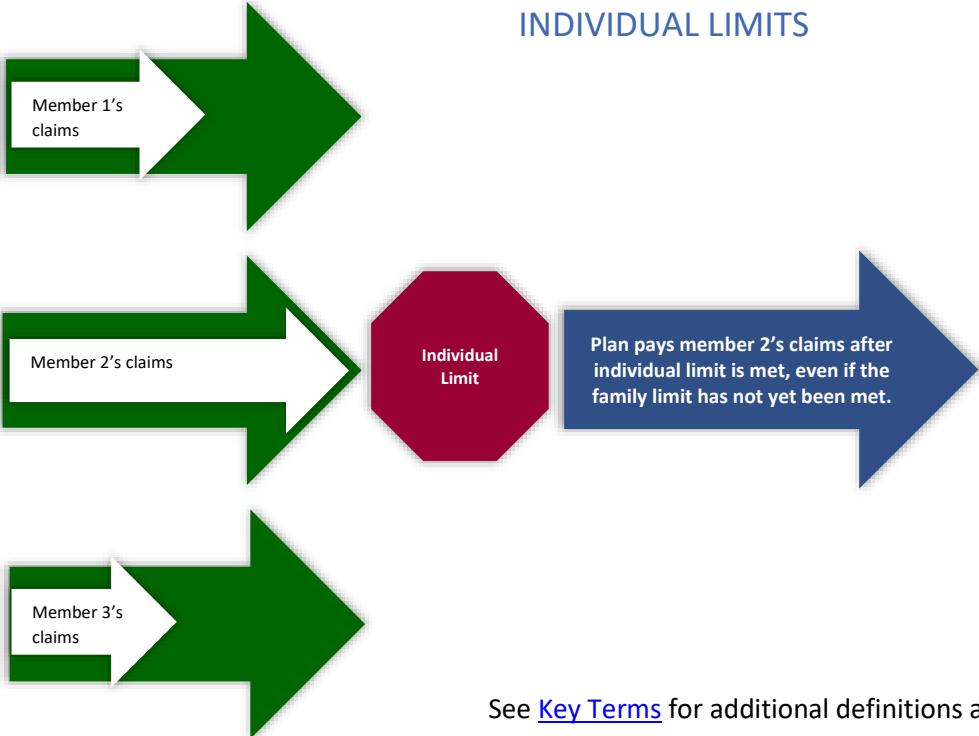 INDIVIDUAL LIMITS
Member 1’s
claims
Member 2’s claims
Individual
Limit
Plan pays member 2’s claims after
individual limit is met, even if the
family limit has not yet been met.
Member 3’s
claims
See Key Terms for additional definitions a